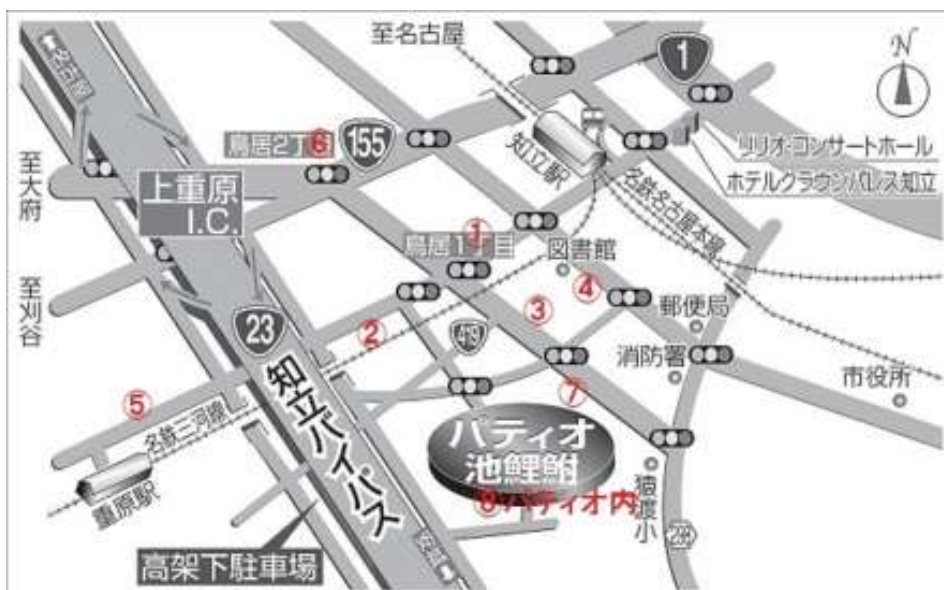 至名古屋
1
N
名古屋
鳥居2丁目
⑥
155
知立駅
リリオ・コンサートホール
ホテルクラウンパレス知立
至大府
上重原
I.C.
名鉄名古屋本線
①
鳥居1丁目
図書館
至刈谷
23
②
③
④
419
郵便局
消防署
市役所
⑤
名鉄三河線
知立バイパス
⑦
パティオ
池鯉鮒
重原駅
⑧パティオ内
猿渡小
298
高架下駐車場
安城